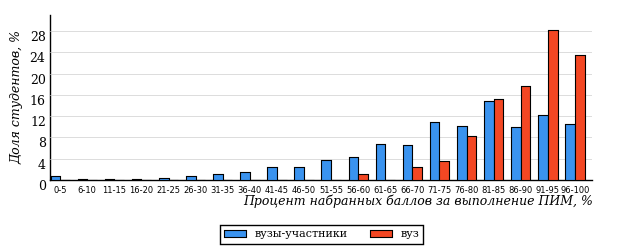 Доля студентов, %
28
24
20
16
12
8
4
0
0-5 6-10 11-15 16-20 21-25 26-30 31-35 36-40 41-45 46-50 51-55 56-60 61-65 66-70 71-75 76-80 81-85 86-90 91-95 96-100
Процент набранных баллов за выполнение ПИМ, %
вузы-участники вуз